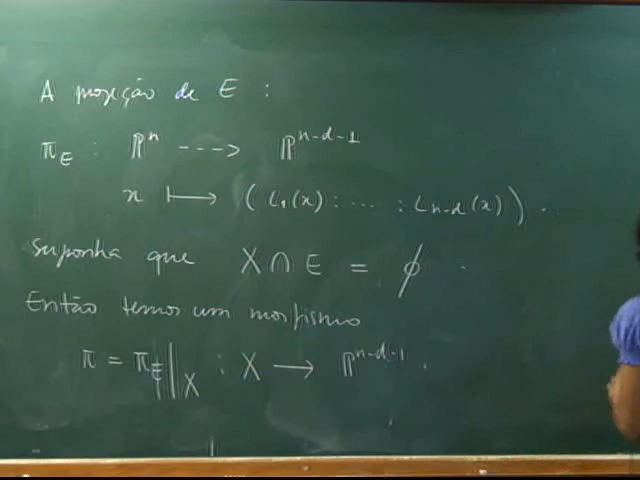 A projeção de E :
π_E : ℙ^n ----> ℙ^{n-d-1}
x ⟼ ( L_1(x) : ... : L_{n-d}(x) ) ..
Suponha que X ∩ E = ϕ .
Então temos um morfismo
π = π_E|_X : X ⟶ ℙ^{n-d-1} .